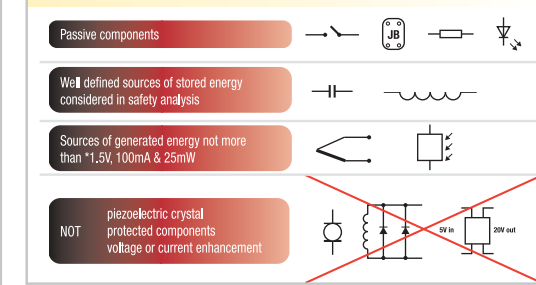 Passive components
JB
Well defined sources of stored energy
considered in safety analysis
Sources of generated energy not more
than *1.5V, 100mA & 25mW
NOT
piezoelectric crystal
protected components
voltage or current enhancement
5V in
20V out